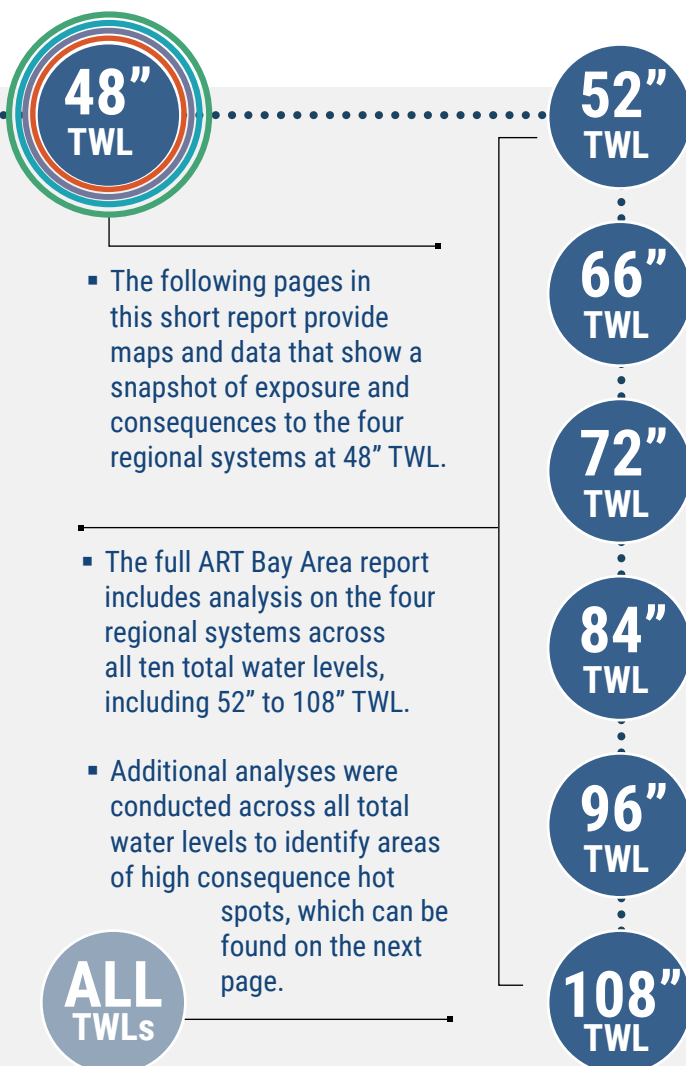 48”
TWL
▪ The following pages in
this short report provide
maps and data that show a
snapshot of exposure and
consequences to the four
regional systems at 48” TWL.
▪ The full ART Bay Area report
includes analysis on the four
regional systems across
all ten total water levels,
including 52” to 108” TWL.
▪ Additional analyses were
conducted across all total
water levels to identify areas
of high consequence hot
spots, which can be
found on the next
page.
ALL
TWLs
52”
TWL
66”
TWL
72”
TWL
84”
TWL
96”
TWL
108”
TWL